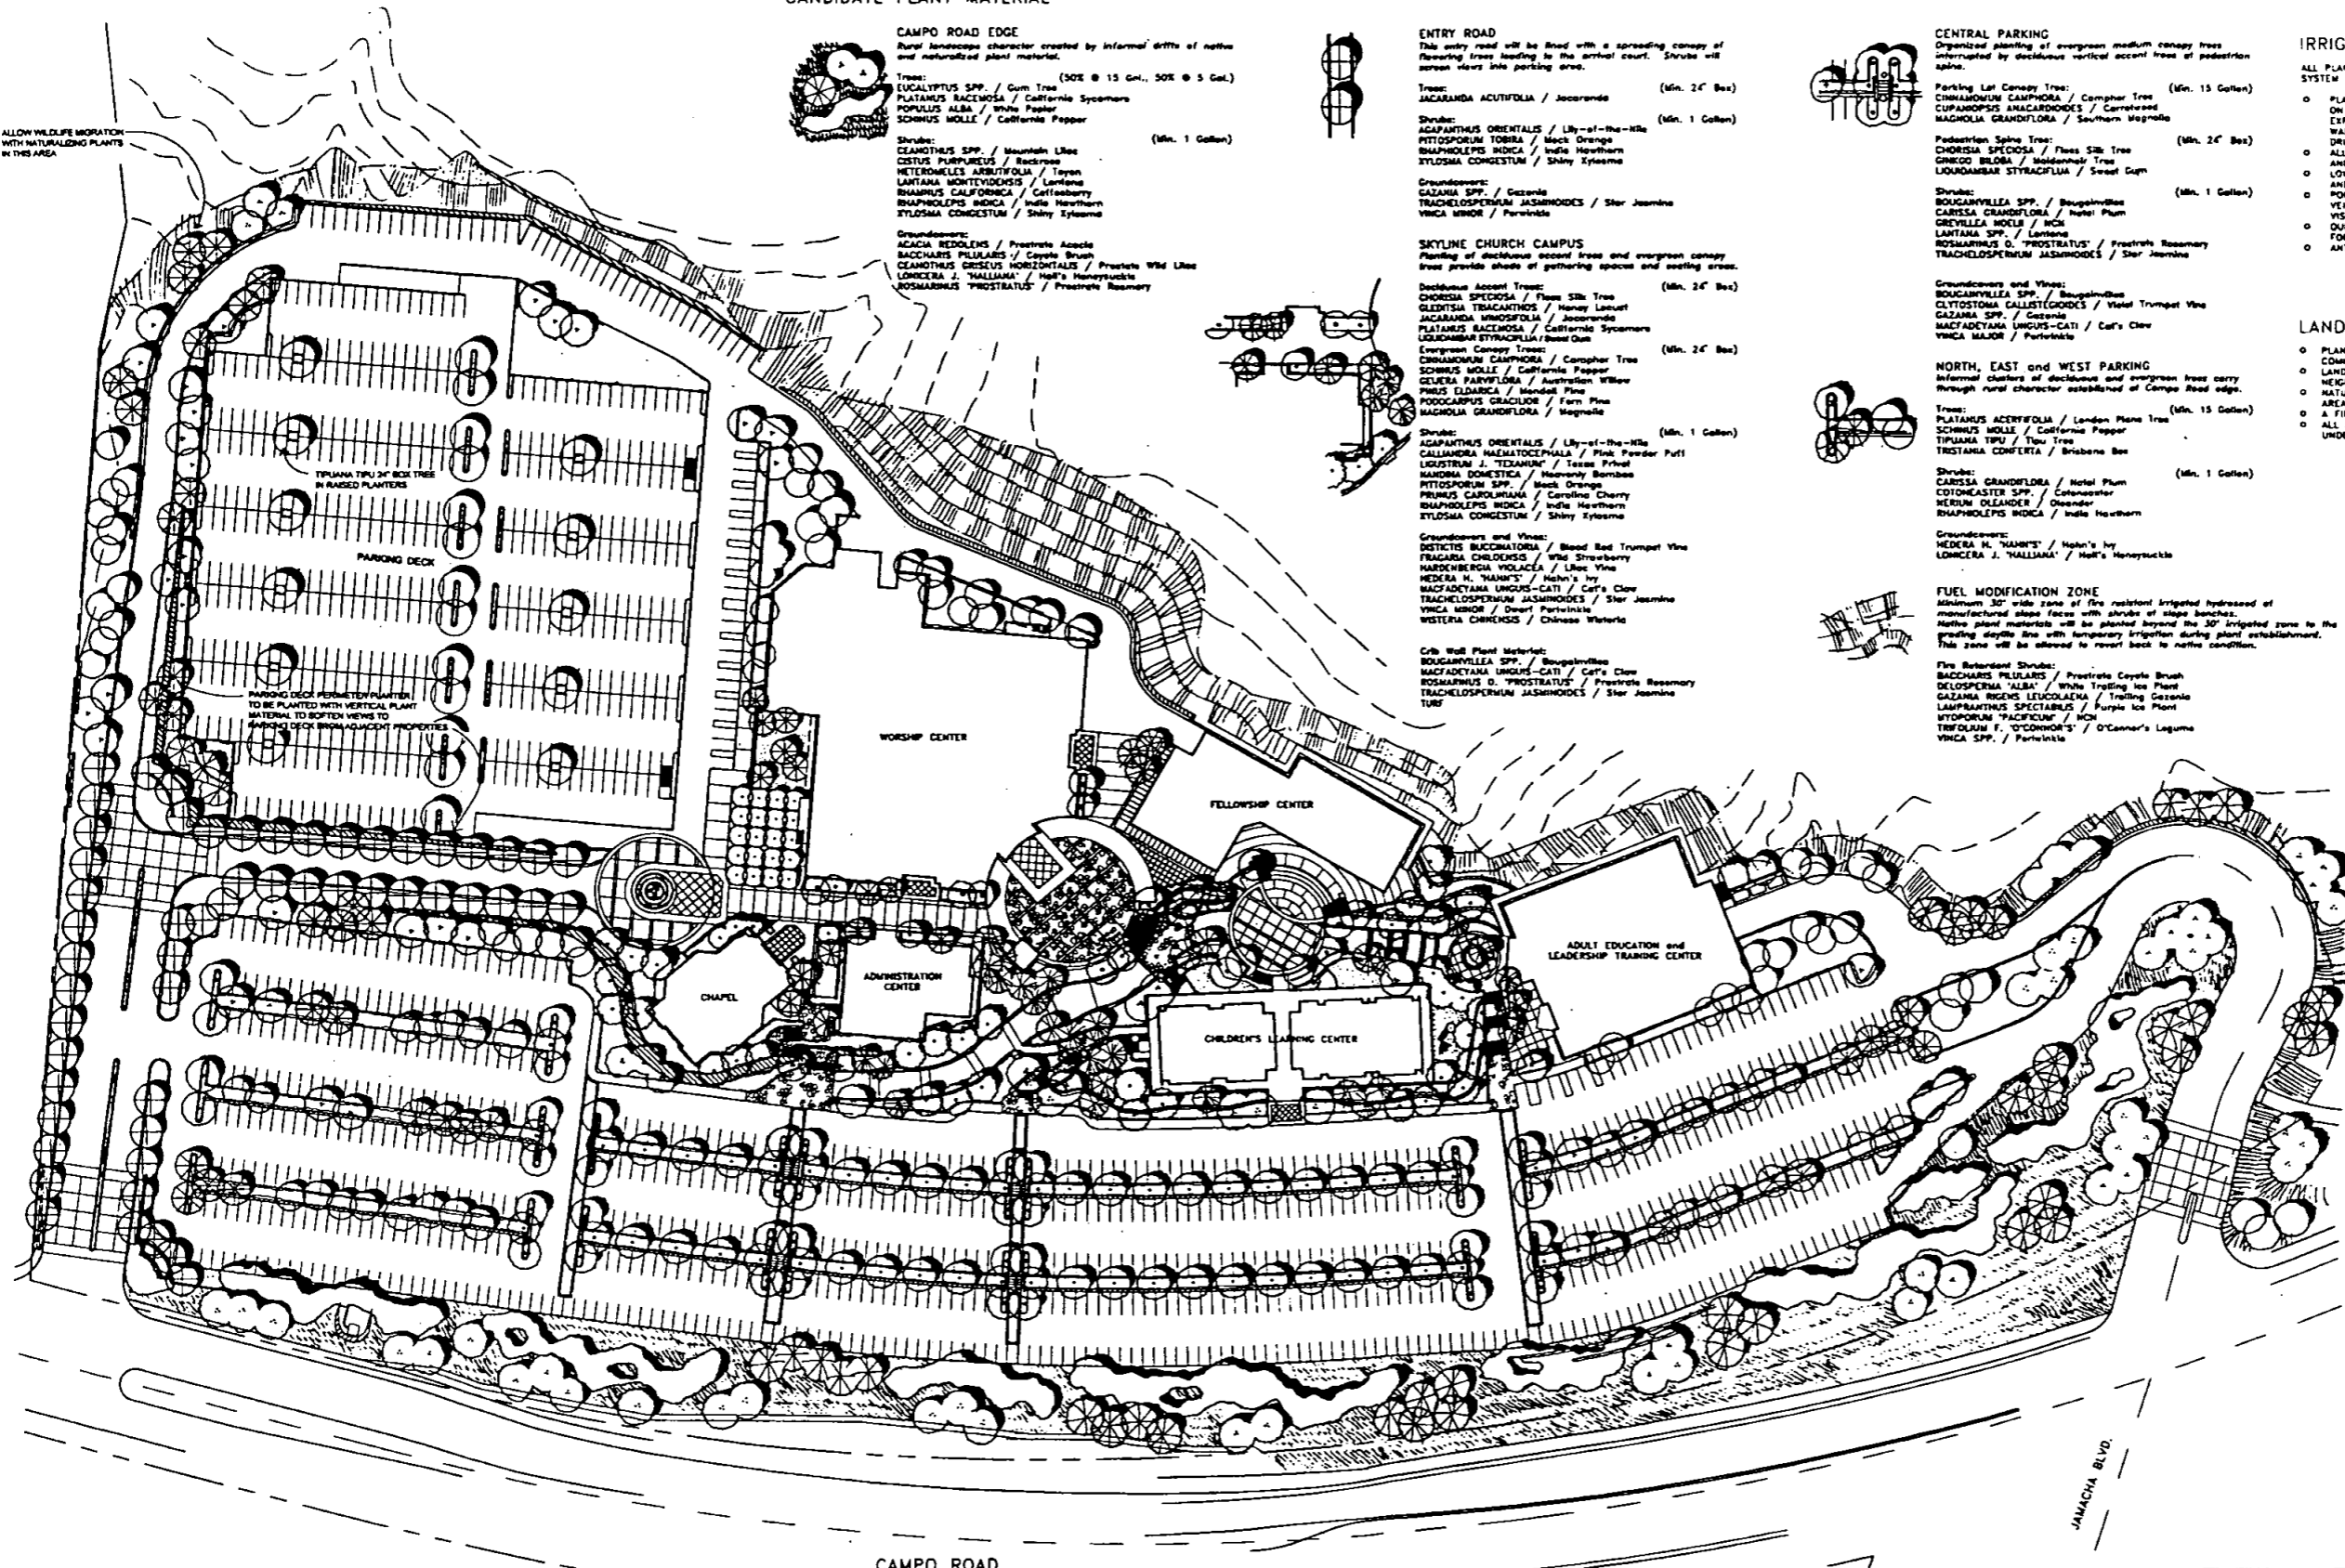 CANDIDATE PLANT MATERIAL
CAMPO ROAD EDGE
Rural landscape character created by informal drifts of native
and naturalized plant material.
Trees: (50% @ 15 Gal., 50% @ 5 Gal.)
EUCALYPTUS SPP. / Gum Tree
PLATANUS RACEMOSA / California Sycamore
POPULUS ALBA / White Poplar
SCHINUS MOLLE / California Pepper
Shrubs: (Min. 1 Gallon)
CEANOTHUS SPP. / Mountain Lilac
CISTUS PURPUREUS / Rockrose
HETEROMELES ARBUTIFOLIA / Toyon
LANTANA MONTEVIDENSIS / Lantana
RHAMNUS CALIFORNICA / Coffeeberry
RHAPHIOLEPIS INDICA / India Hawthorn
XYLOSMA CONGESTUM / Shiny Xylosma
Groundcovers:
ACACIA REDOLENS / Prostrate Acacia
BACCHARIS PILULARIS / Coyote Brush
CEANOTHUS GRISEUS HORIZONTALIS / Prostate Wild Lilac
LONICERA J. 'HALLIANA' / Hall's Honeysuckle
ROSMARINUS 'PROSTRATUS' / Prostrate Rosmary
ENTRY ROAD
This entry road will be lined with a spreading canopy of
flowering trees leading to the arrival court. Shrubs will
screen views into parking area.
Trees: (Min. 24" Box)
JACARANDA ACUTIFOLIA / Jacaranda
Shrubs: (Min. 1 Gallon)
AGAPANTHUS ORIENTALIS / Lily-of-the-Nile
PITTOSPORUM TOBIRA / Mock Orange
RHAPHIOLEPIS INDICA / India Hawthorn
XYLOSMA CONGESTUM / Shiny Xylosma
Groundcovers:
GAZANIA SPP. / Gazania
TRACHELOSPERMUM JASMINOIDES / Star Jasmine
VINCA MINOR / Periwinkle
SKYLINE CHURCH CAMPUS
Planting of deciduous accent trees and evergreen canopy
trees provide shade at gathering spaces and seating areas.
Deciduous Accent Trees: (Min. 24" Box)
CHORISIA SPECIOSA / Floss Silk Tree
GLEDITSIA TRIACANTHOS / Honey Locust
JACARANDA MIMOSIFOLIA / Jacaranda
PLATANUS RACEMOSA / California Sycamore
LIQUIDAMBAR STYRACIFLUA / Sweet Gum
Evergreen Canopy Trees: (Min. 24" Box)
CINNAMOMUM CAMPHORA / Camphor Tree
SCHINUS MOLLE / California Pepper
GEIJERA PARVIFLORA / Australian Willow
PINUS ELDARICA / Mondell Pine
PODOCARPUS GRACILIOR / Fern Pine
MAGNOLIA GRANDIFLORA / Magnolia
Shrubs: (Min. 1 Gallon)
AGAPANTHUS ORIENTALIS / Lily-of-the-Nile
CALLIANDRA HAEMATOCEPHALA / Pink Powder Puff
LIGUSTRUM J. 'TEXANUM' / Texas Privet
NANDINA DOMESTICA / Heavenly Bamboo
PITTOSPORUM SPP. / Mock Orange
PRUNUS CAROLINIANA / Carolina Cherry
RHAPHIOLEPIS INDICA / India Hawthorn
XYLOSMA CONGESTUM / Shiny Xylosma
Groundcovers and Vines:
DISTICTIS BUCCINATORIA / Blood Red Trumpet Vine
FRAGARIA CHILOENSIS / Wild Strawberry
HARDENBERGIA VIOLACEA / Lilac Vine
HEDERA H. 'HAHN'S' / Hahn's Ivy
MACFADEYANA UNGUIS-CATI / Cat's Claw
TRACHELOSPERMUM JASMINOIDES / Star Jasmine
VINCA MINOR / Dwarf Periwinkle
WISTERIA CHINENSIS / Chinese Wisteria
Crib Wall Plant Material:
BOUGAINVILLEA SPP. / Bougainvillea
MACFADEYANA UNGUIS-CATI / Cat's Claw
ROSMARINUS O. 'PROSTRATUS' / Prostrate Rosemary
TRACHELOSPERMUM JASMINOIDES / Star Jasmine
TURF
CENTRAL PARKING
Organized planting of evergreen medium canopy trees
interrupted by deciduous vertical accent trees at pedestrian
spine.
Parking Lot Canopy Tree: (Min. 15 Gallon)
CINNAMOMUM CAMPHORA / Camphor Tree
CUPANIOPSIS ANACARDIOIDES / Carrotwood
MAGNOLIA GRANDIFLORA / Southern Magnolia
Pedestrian Spine Tree: (Min. 24" Box)
CHORISIA SPECIOSA / Floss Silk Tree
GINKGO BILOBA / Maidenhair Tree
LIQUIDAMBAR STYRACIFLUA / Sweet Gum
Shrubs: (Min. 1 Gallon)
BOUGAINVILLEA SPP. / Bougainvillea
CARISSA GRANDIFLORA / Natal Plum
GREVILLEA NOELII / NCN
LANTANA SPP. / Lantana
ROSMARINUS O. 'PROSTRATUS' / Prostrate Rosemary
TRACHELOSPERMUM JASMINOIDES / Star Jasmine
Groundcovers and Vines:
BOUGAINVILLEA SPP. / Bougainvillea
CLYTOSTOMA CALLISTEGIOIDES / Violet Trumpet Vine
GAZANIA SPP. / Gazania
MACFADEYANA UNGUIS-CATI / Cat's Claw
VINCA MAJOR / Periwinkle
NORTH, EAST and WEST PARKING
Informal clusters of deciduous and evergreen trees carry
through rural character established at Campo Road edge.
Trees: (Min. 15 Gallon)
PLATANUS ACERIFOLIA / London Plane Tree
SCHINUS MOLLE / California Pepper
TIPUANA TIPU / Tipu Tree
TRISTANIA CONFERTA / Brisbane Box
Shrubs: (Min. 1 Gallon)
CARISSA GRANDIFLORA / Natal Plum
COTONEASTER SPP. / Cotoneaster
NERIUM OLEANDER / Oleander
RHAPHIOLEPIS INDICA / India Hawthorn
Groundcovers:
HEDERA H. 'HAHN'S' / Hahn's Ivy
LONICERA J. 'HALLIANA' / Hall's Honeysuckle
FUEL MODIFICATION ZONE
Minimum 30' wide zone of fire resistant irrigated hydroseed at
manufactured slope faces with shrubs at slope benches.
Native plant materials will be planted beyond the 30' irrigated zone to the
grading daylite line with temporary irrigation during plant establishment.
This zone will be allowed to revert back to native condition.
Fire Retardant Shrubs:
BACCHARIS PILULARIS / Prostrate Coyote Brush
DELOSPERMA 'ALBA' / White Trailing Ice Plant
GAZANIA RIGENS LEUCOLAENA / Trailing Gazania
LAMPRANTHUS SPECTABILIS / Purple Ice Plant
MYOPORUM 'PACIFICUM' / NCN
TRIFOLIUM F. 'O'CONNOR'S' / O'Connor's Legume
VINCA SPP. / Periwinkle
IRRIG
ALL PLA
SYSTEM
LAND
ALLOW WILDLIFE MIGRATION
WITH NATURALIZING PLANTS
IN THIS AREA
TIPUANA TIPU 24" BOX TREE
IN RAISED PLANTERS
PARKING DECK
PARKING DECK PERIMETER PLANTER
TO BE PLANTED WITH VERTICAL PLANT
MATERIAL TO SOFTEN VIEWS TO
PARKING DECK FROM ADJACENT PROPERTIES
WORSHIP CENTER
FELLOWSHIP CENTER
ADULT EDUCATION and
LEADERSHIP TRAINING CENTER
ADMINISTRATION
CENTER
CHAPEL
CHILDREN'S LEARNING CENTER
JAMACHA BLVD.
CAMPO ROAD